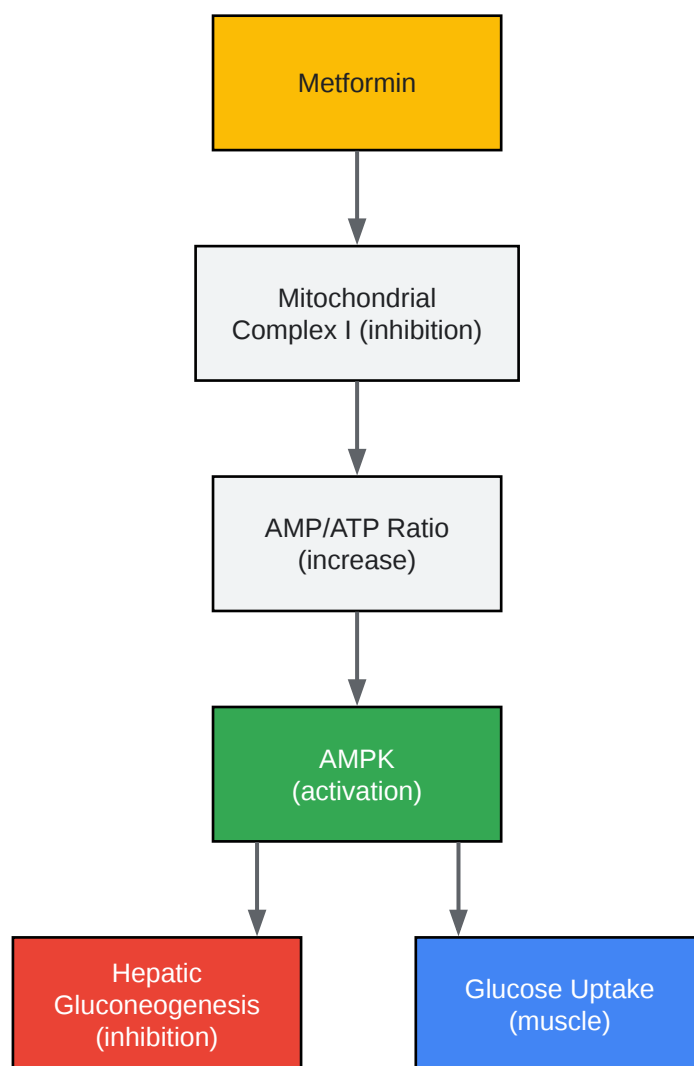 Metformin
Mitochondrial
Complex I (inhibition)
AMP/ATP Ratio
(increase)
AMPK
(activation)
Hepatic
Gluconeogenesis
(inhibition)
Glucose Uptake
(muscle)